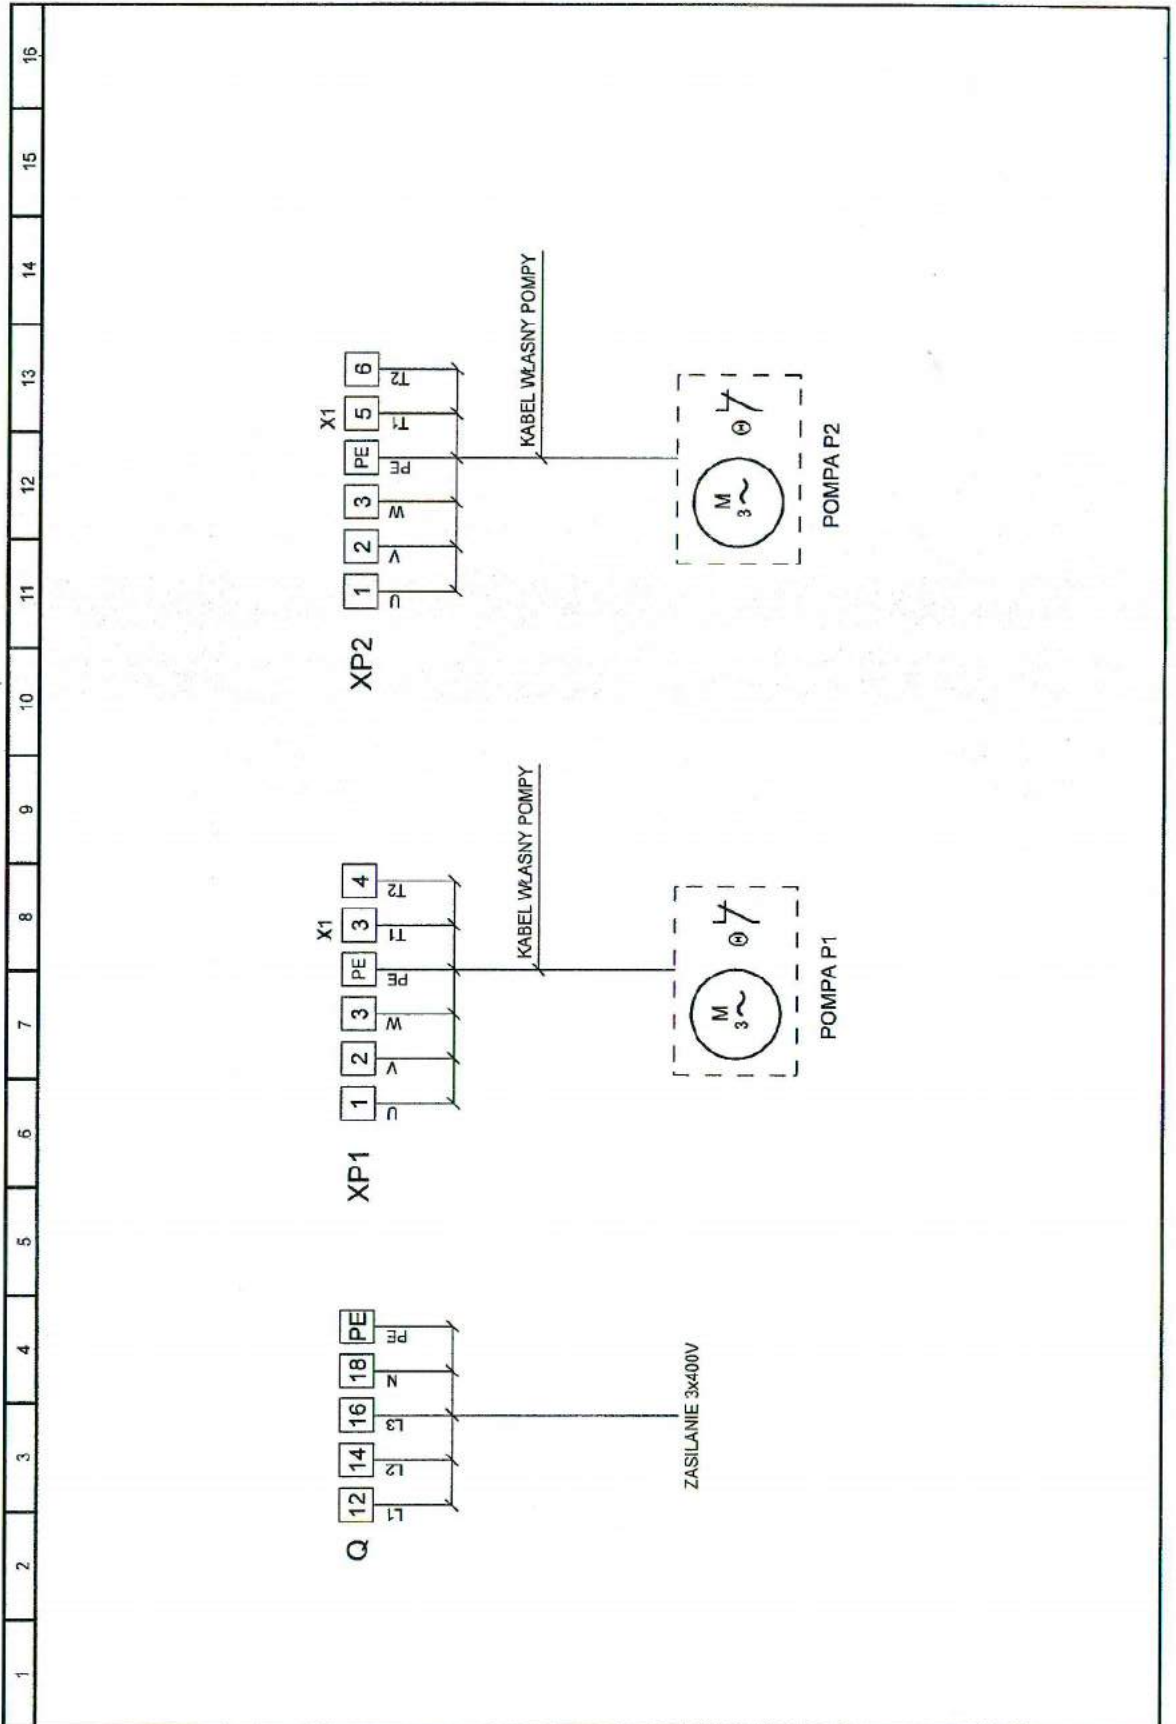 1 2 3 4 5 6 7 8 9 10 11 12 13 14 15 16
Q 12 14 16 18 PE
L1 L2 L3 N PE
ZASILANIE 3x400V
X1
XP1 1 2 3 PE 3 4
U V W PE T1 T2
KABEL WŁASNY POMPY
M
3~
Θ
POMPA P1
X1
XP2 1 2 3 PE 5 6
U V W PE T1 T2
KABEL WŁASNY POMPY
M
3~
Θ
POMPA P2